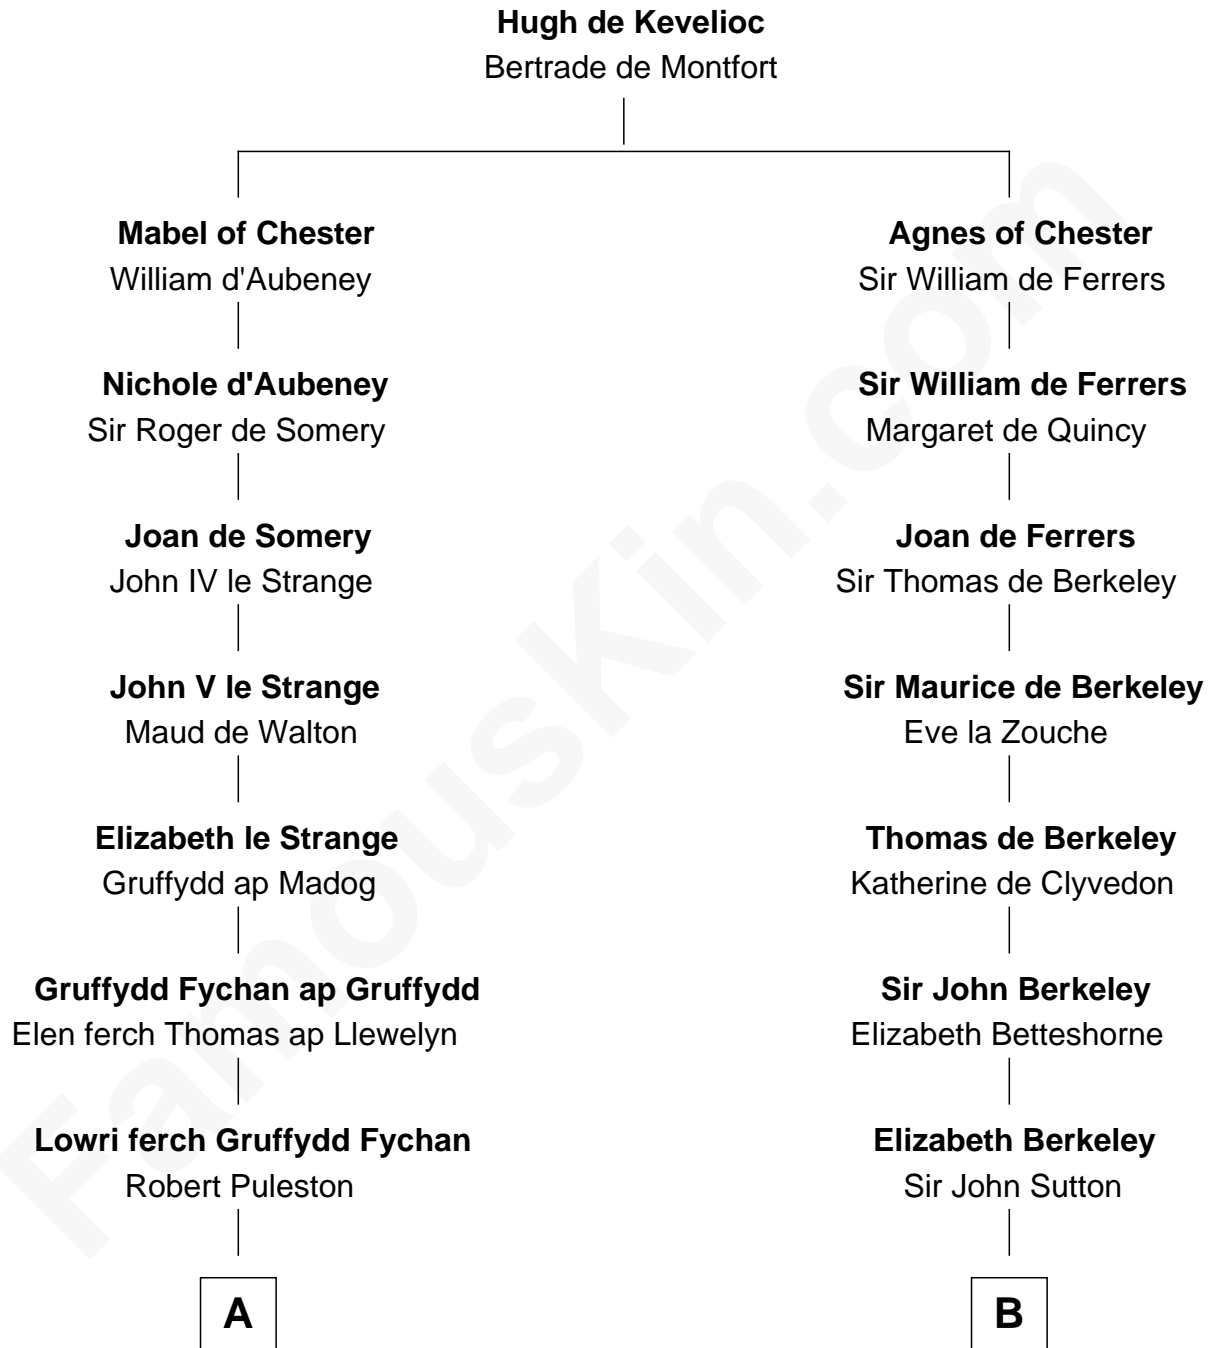 Hugh de Kevelioc
Bertrade de Montfort
Mabel of Chester
William d'Aubeney
Agnes of Chester
Sir William de Ferrers
Nichole d'Aubeney
Sir Roger de Somery
Sir William de Ferrers
Margaret de Quincy
Joan de Somery
John IV le Strange
Joan de Ferrers
Sir Thomas de Berkeley
John V le Strange
Maud de Walton
Sir Maurice de Berkeley
Eve la Zouche
Elizabeth le Strange
Gruffydd ap Madog
Thomas de Berkeley
Katherine de Clyvedon
Gruffydd Fychan ap Gruffydd
Elen ferch Thomas ap Llewelyn
Sir John Berkeley
Elizabeth Betteshorne
Lowri ferch Gruffydd Fychan
Robert Puleston
Elizabeth Berkeley
Sir John Sutton
A
B
FamousKin.com